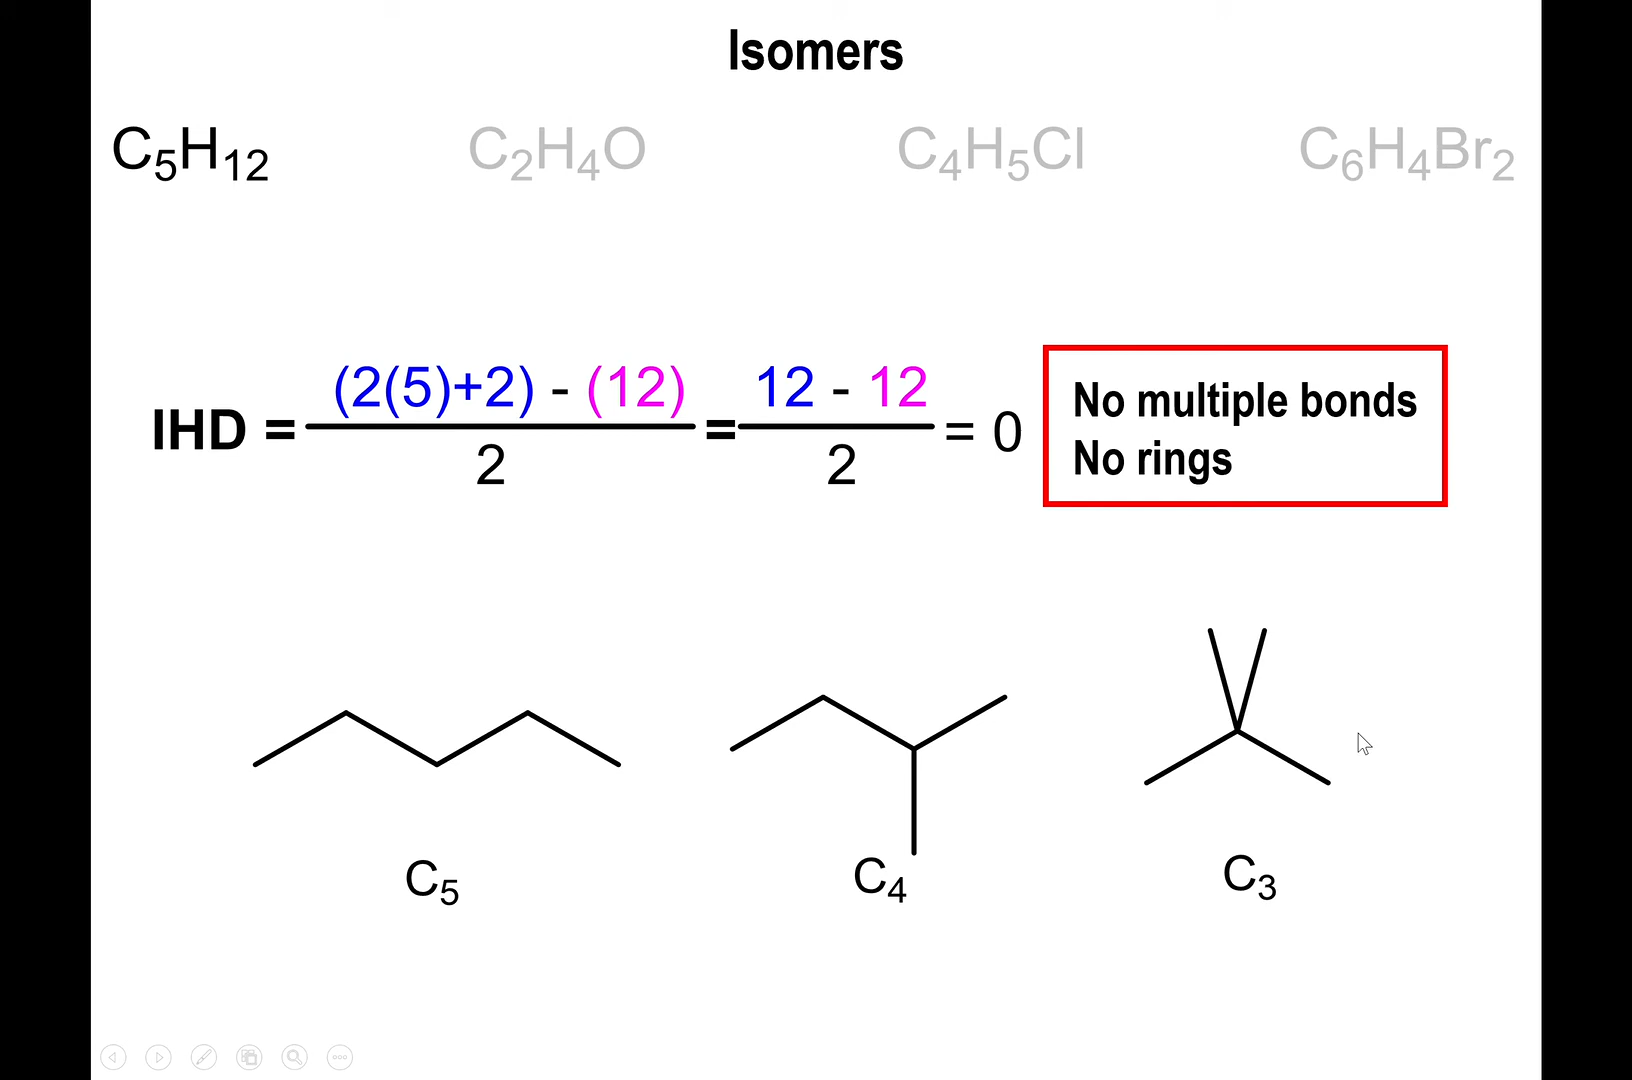 Isomers
C₅H₁₂ C₂H₄O C₄H₅Cl C₆H₄Br₂
IHD = (2(5)+2) - (12) / 2 = 12 - 12 / 2 = 0
No multiple bonds
No rings
C₅ C₄ C₃